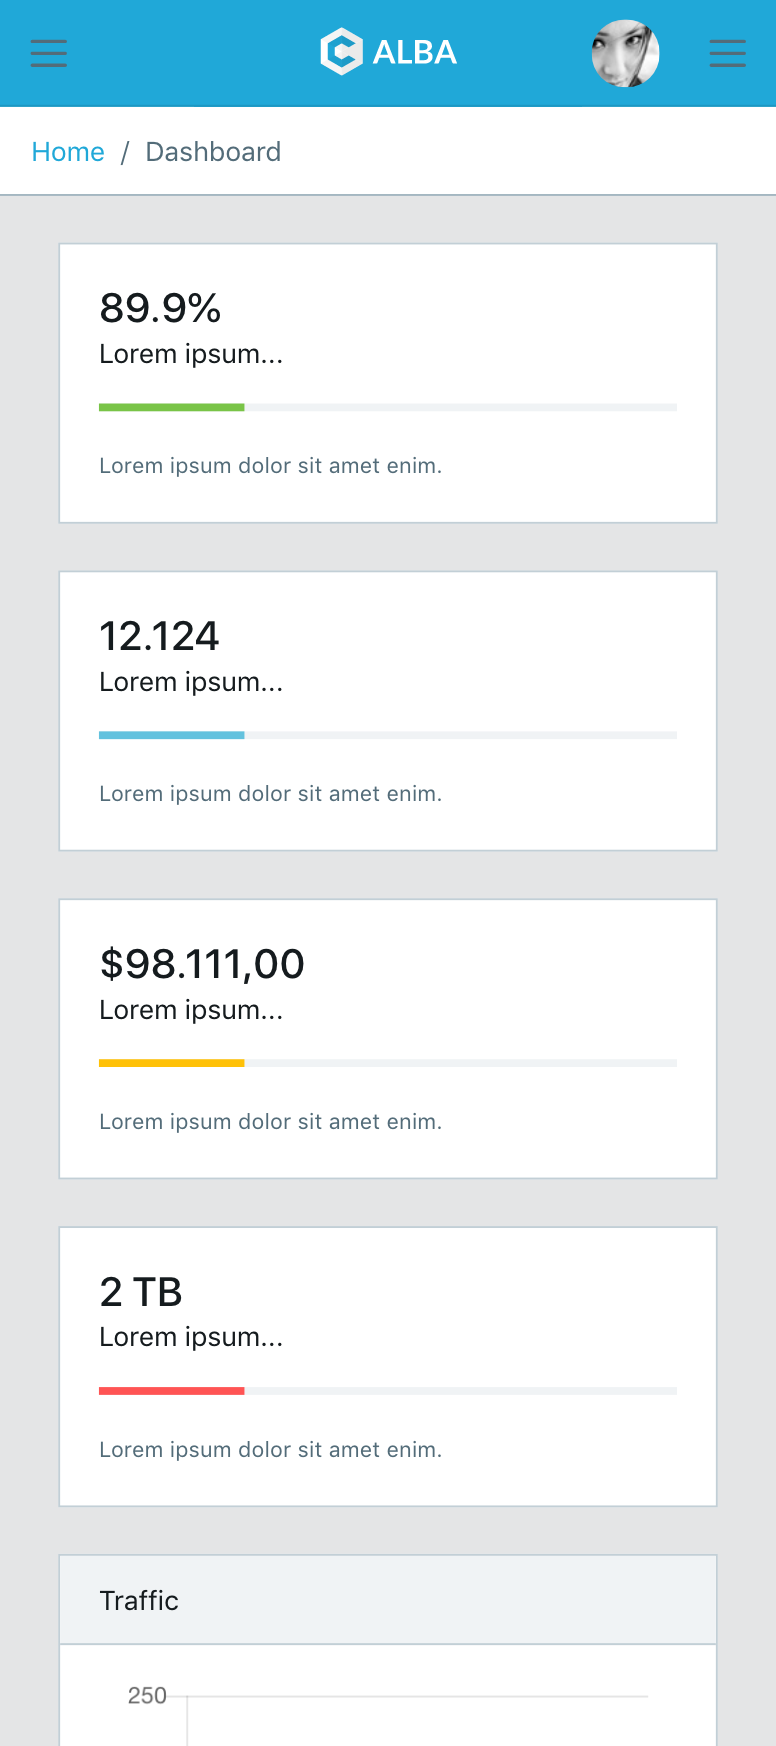 ALBA
Home / Dashboard
89.9%
Lorem ipsum...
Lorem ipsum dolor sit amet enim.
12.124
Lorem ipsum...
Lorem ipsum dolor sit amet enim.
$98.111,00
Lorem ipsum...
Lorem ipsum dolor sit amet enim.
2 TB
Lorem ipsum...
Lorem ipsum dolor sit amet enim.
Traffic
250